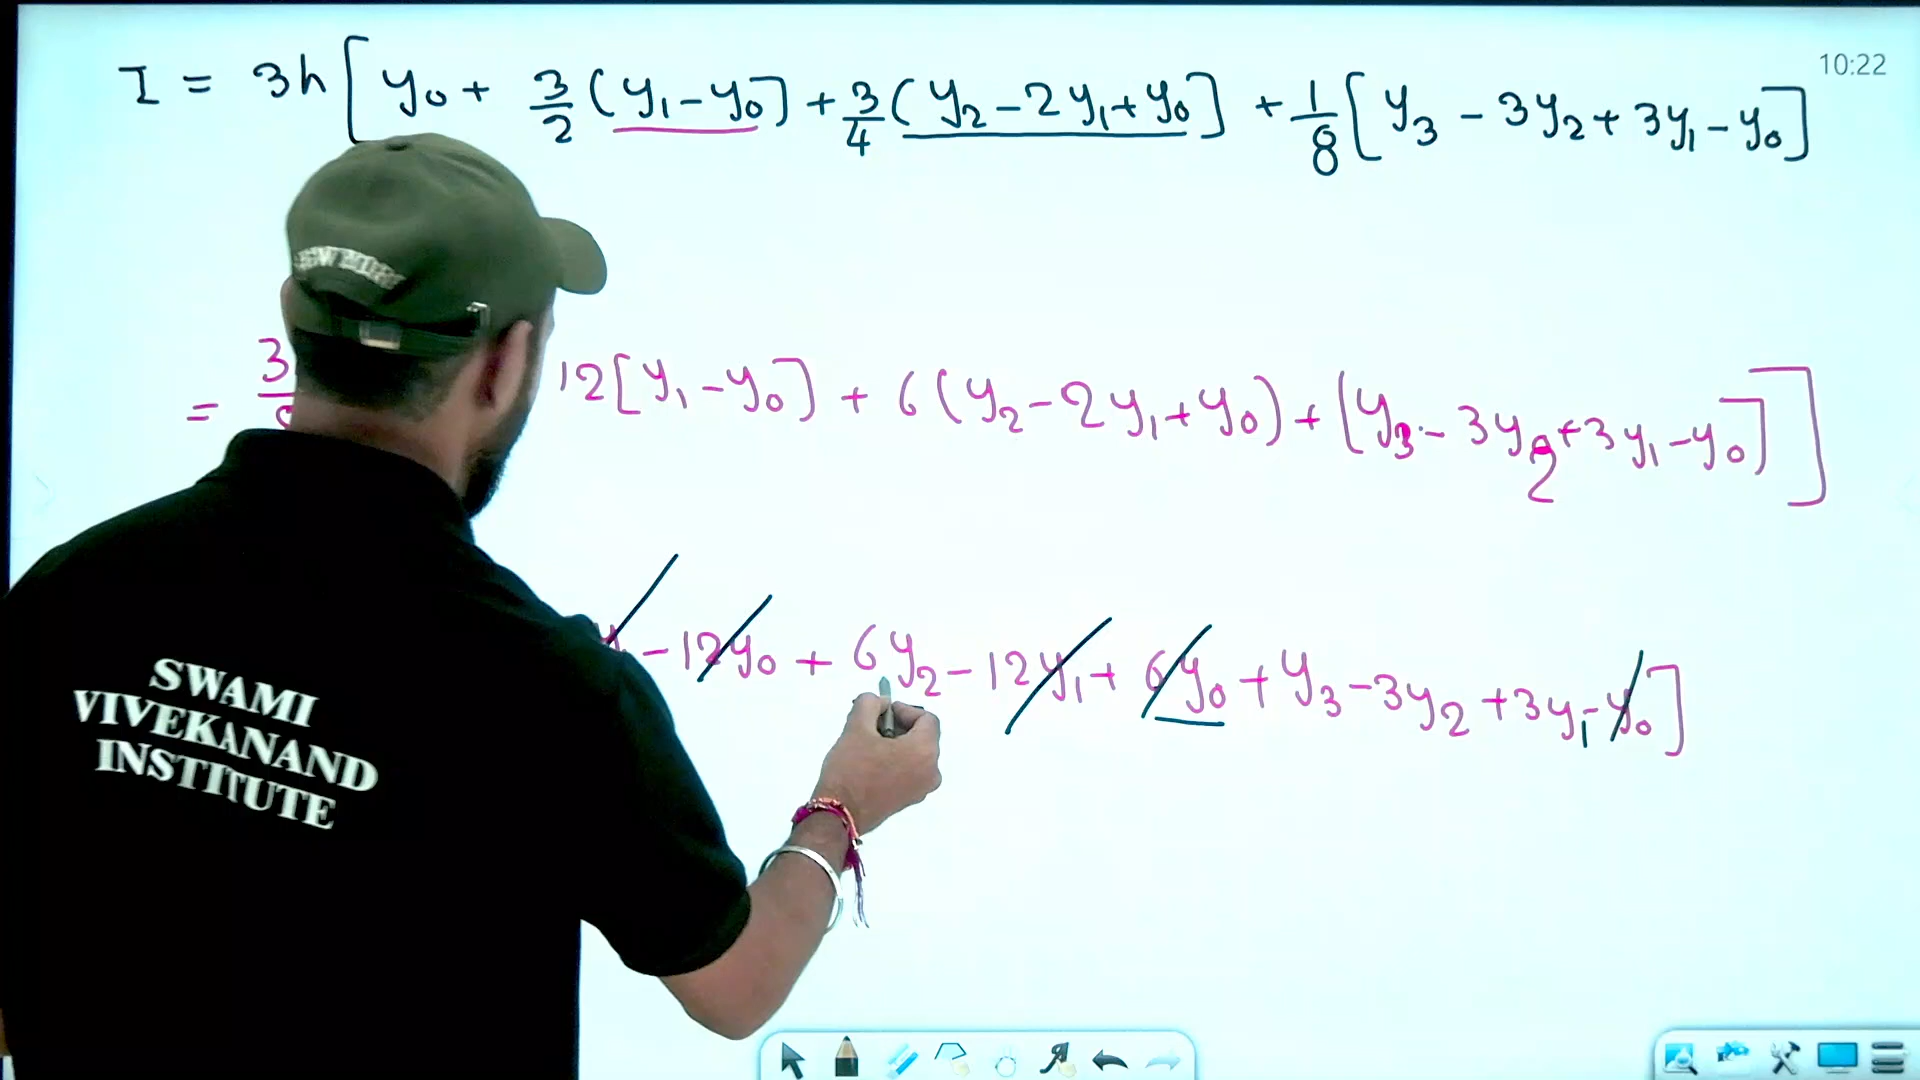 10:22
I = 3h [ y₀ + 3/2 ( y₁ - y₀ ] + 3/4 ( y₂ - 2y₁ + y₀ ] + 1/8 [ y₃ - 3y₂ + 3y₁ - y₀ ]
= 3 12 [ y₁ - y₀ ] + 6 ( y₂ - 2y₁ + y₀ ) + [ y₃ - 3y₂ + 3y₁ - y₀ ] ]
- 12y₀ + 6y₂ - 12y₁ + 6y₀ + y₃ - 3y₂ + 3y₁ - y₀ ]
SWAMI
VIVEKANAND
INSTITUTE